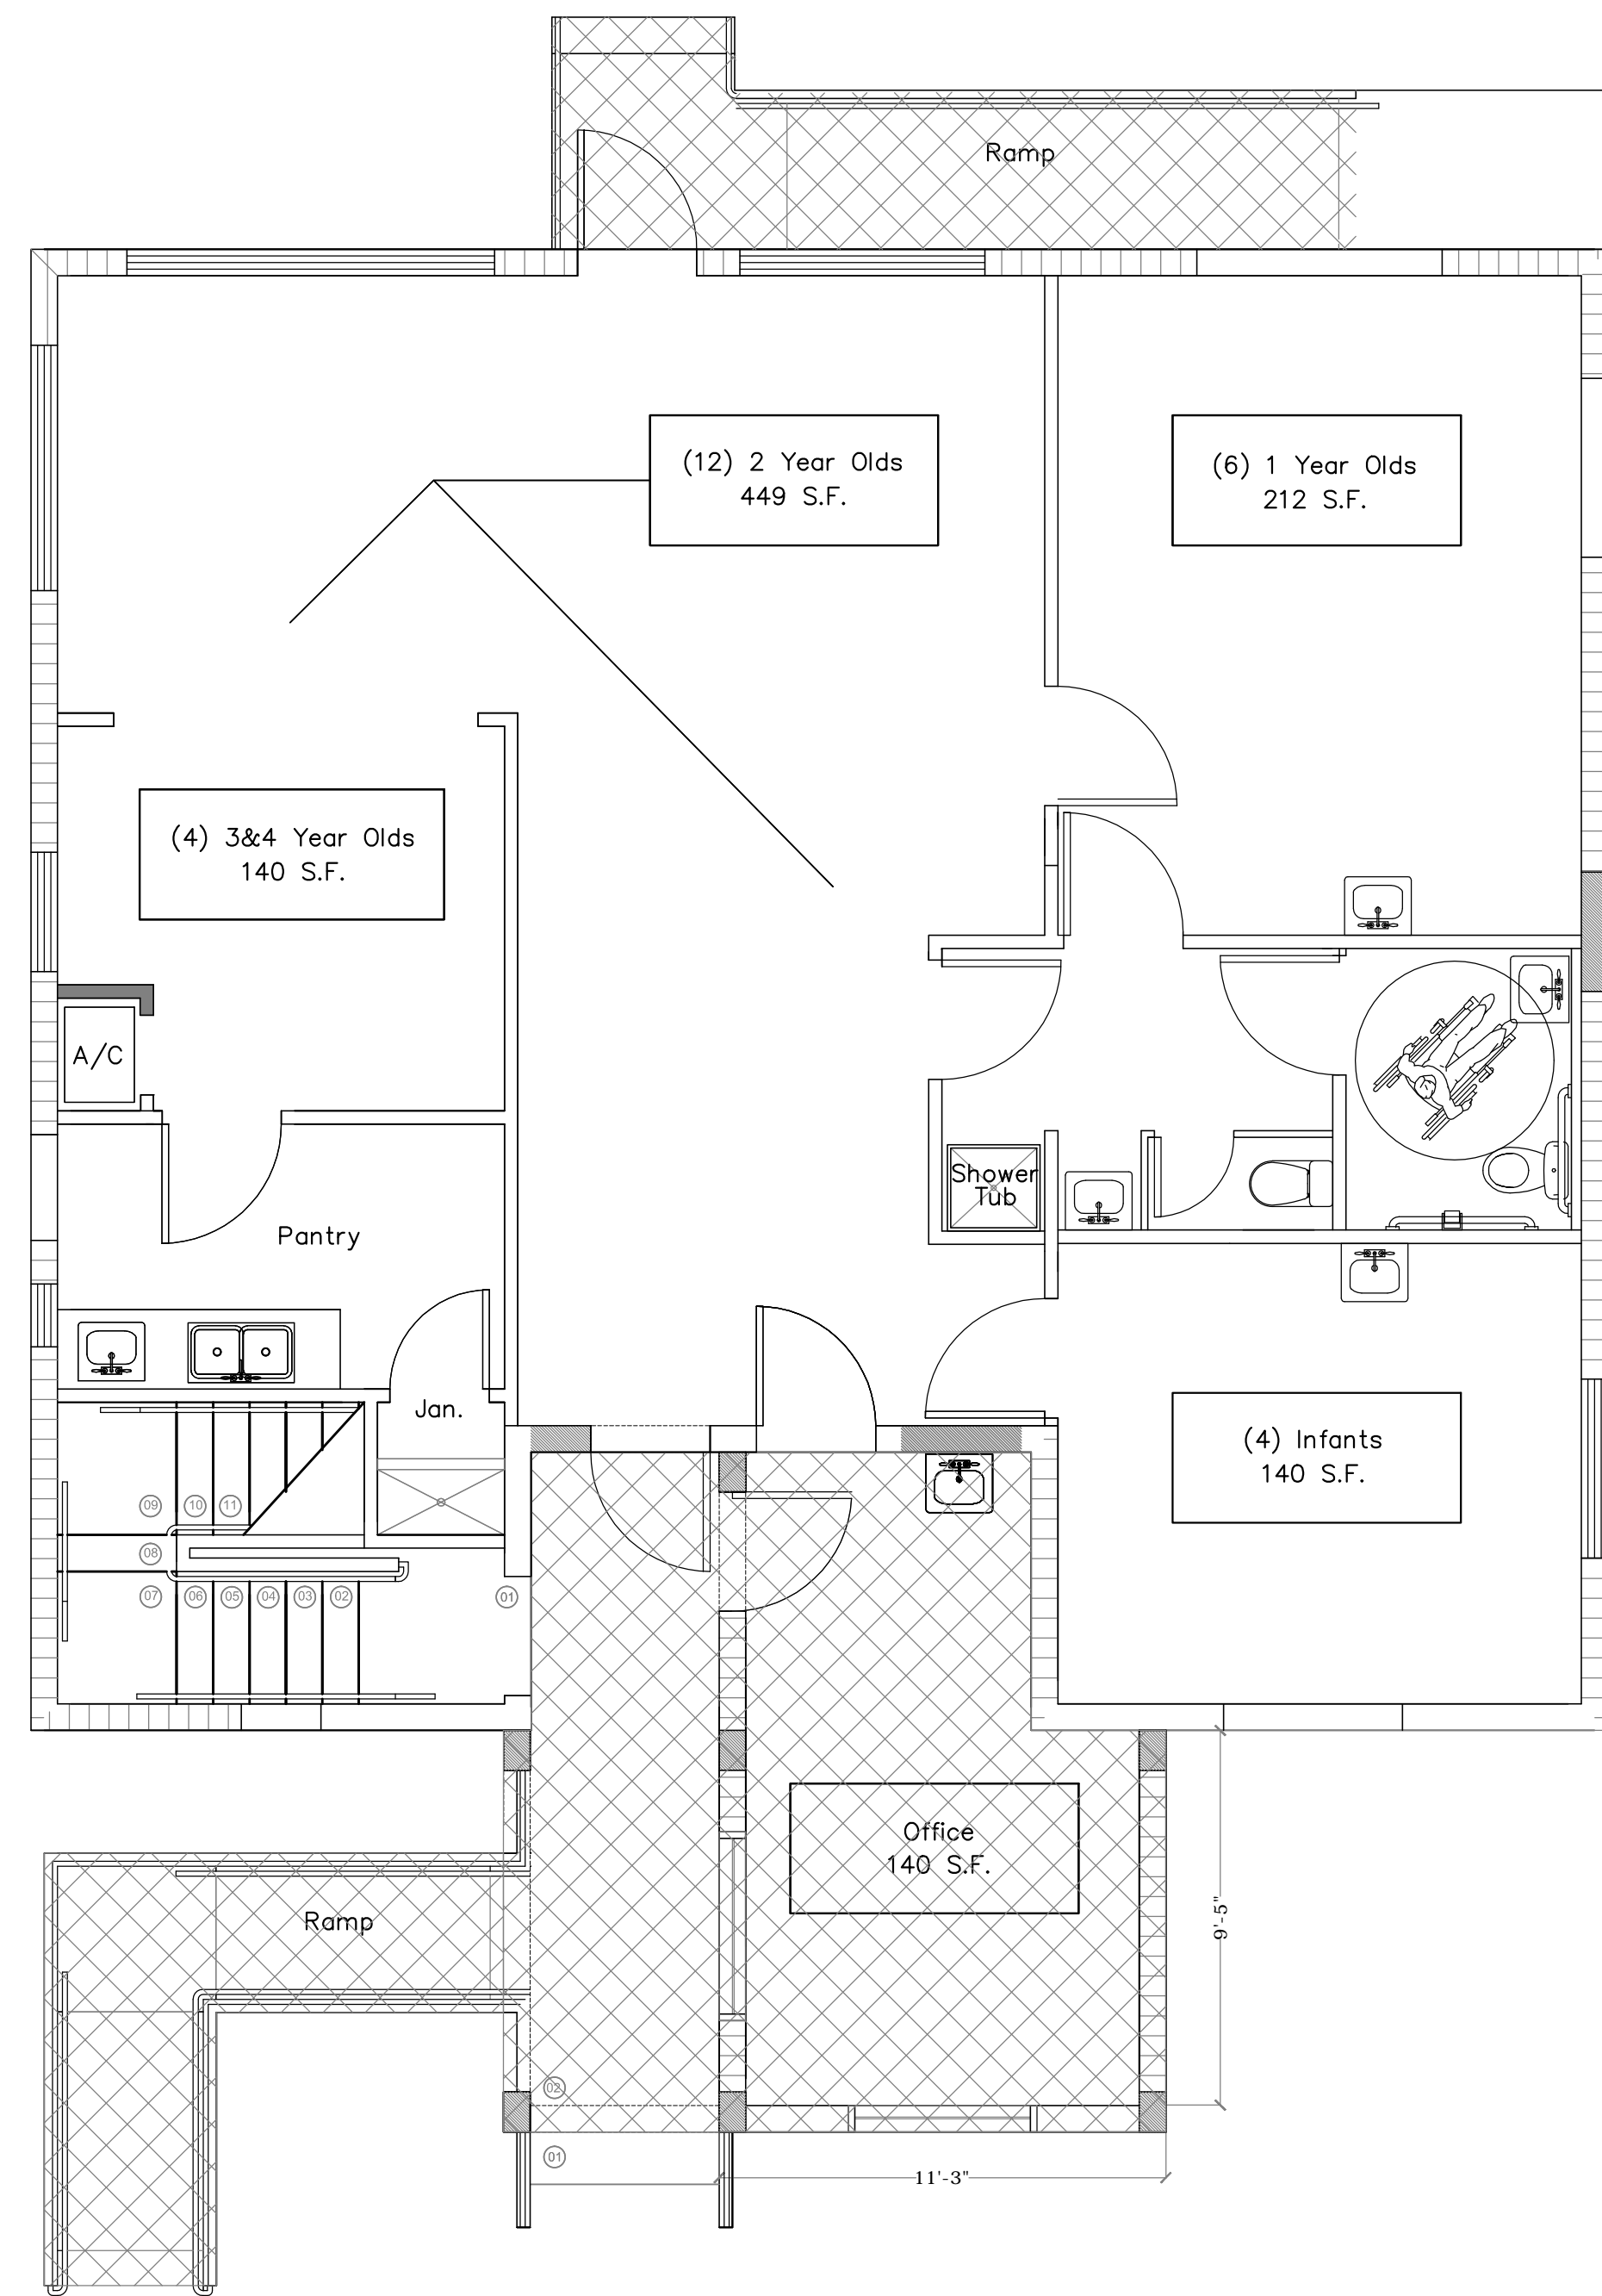 Ramp
(12) 2 Year Olds
449 S.F.
(6) 1 Year Olds
212 S.F.
(4) 3&4 Year Olds
140 S.F.
A/C
Shower
Tub
Pantry
Jan.
(4) Infants
140 S.F.
09
10
11
08
07
06
05
04
03
02
01
Office
140 S.F.
9'-5"
Ramp
02
01
11'-3"